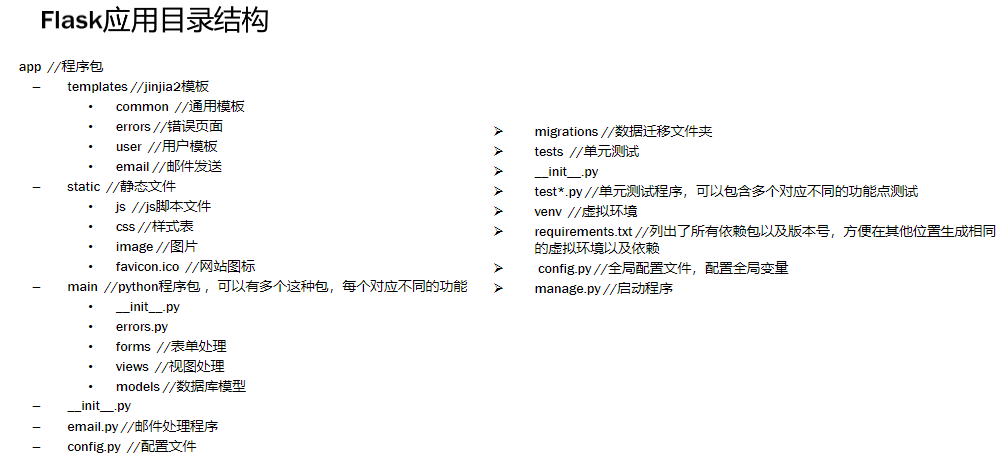 Flask应用目录结构
app //程序包
– templates //jinjia2模板
• common //通用模板
• errors //错误页面
• user //用户模板
• email //邮件发送
– static //静态文件
• js //js脚本文件
• css //样式表
• image //图片
• favicon.ico //网站图标
– main //python程序包，可以有多个这种包，每个对应不同的功能
• __init__.py
• errors.py
• forms //表单处理
• views //视图处理
• models //数据库模型
– __init__.py
– email.py //邮件处理程序
– config.py //配置文件
➢ migrations //数据迁移文件夹
➢ tests //单元测试
➢ __init__.py
➢ test*.py //单元测试程序，可以包含多个对应不同的功能点测试
➢ venv //虚拟环境
➢ requirements.txt //列出了所有依赖包以及版本号，方便在其他位置生成相同
的虚拟环境以及依赖
➢ config.py //全局配置文件，配置全局变量
➢ manage.py //启动程序